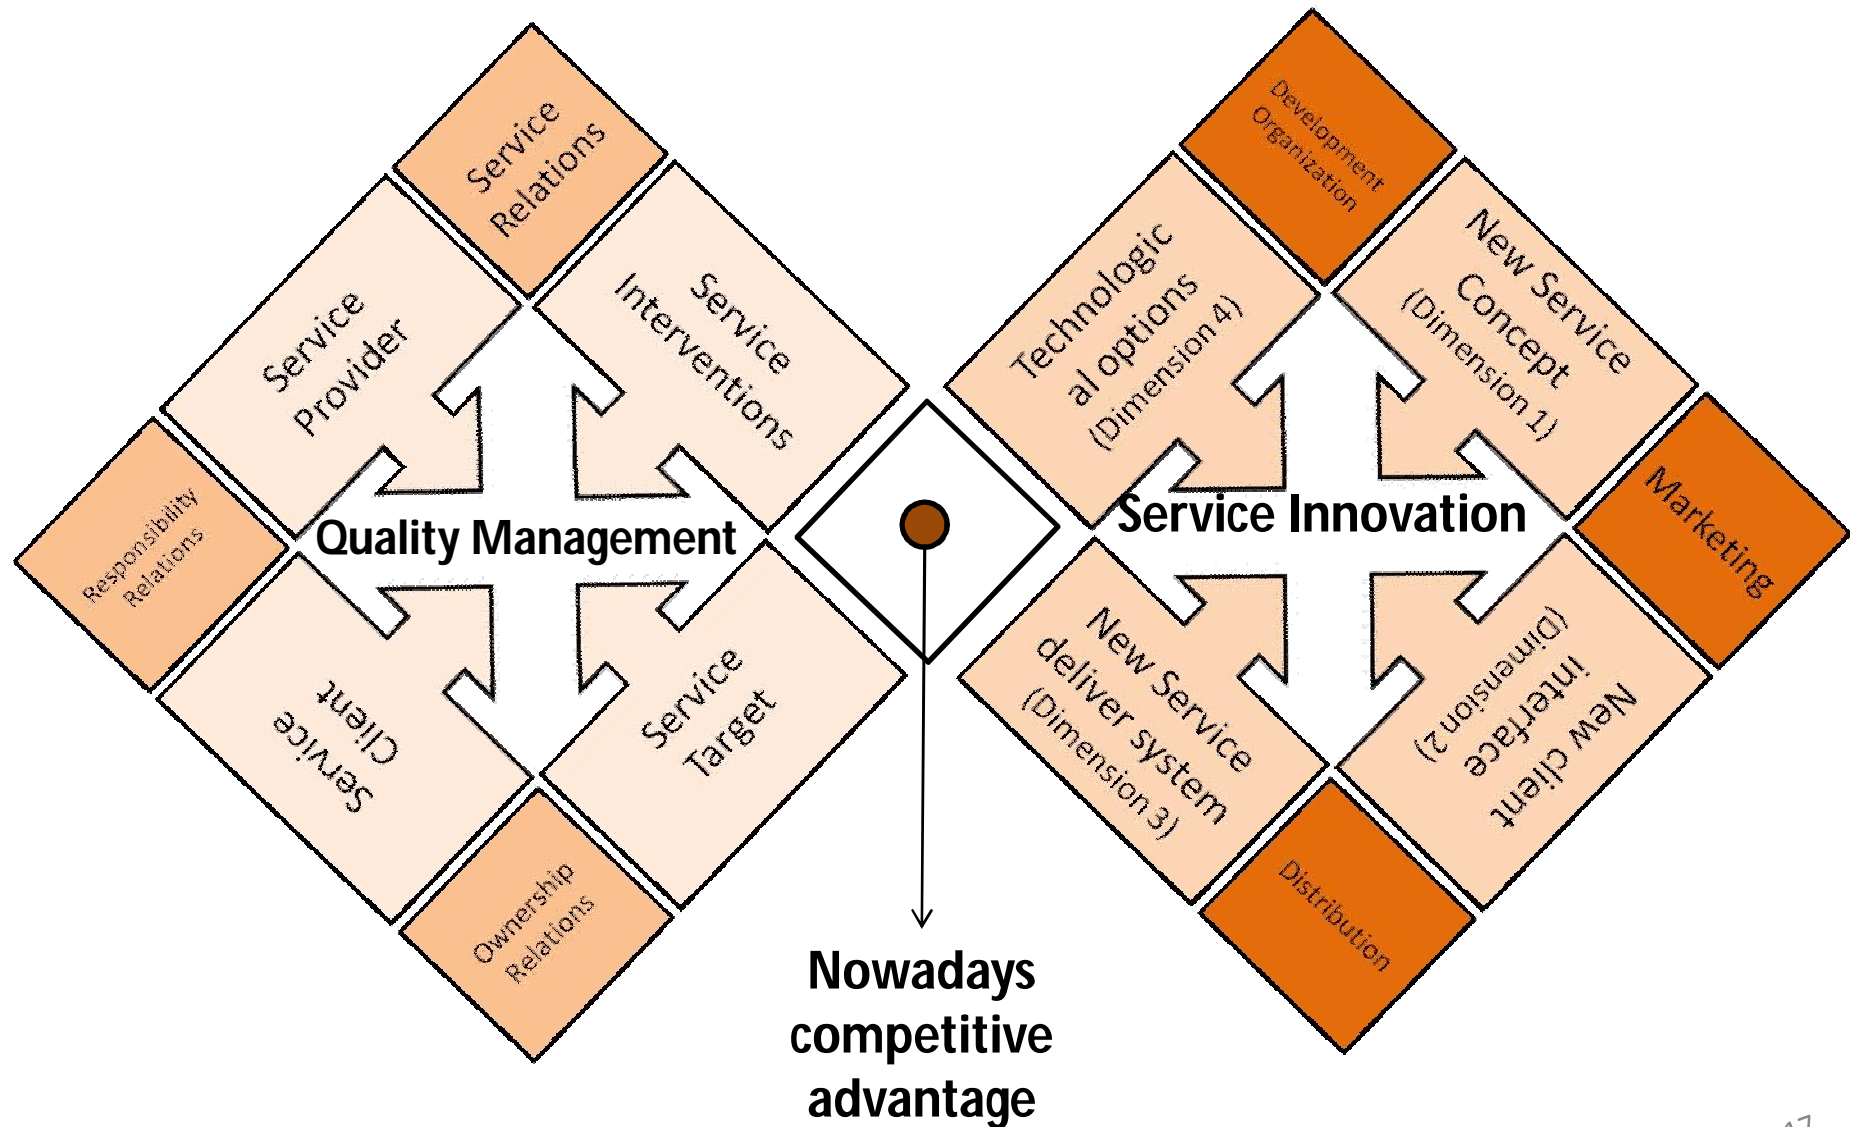 Service
Relations
Service
Provider
Service
Interventions
Responsibility
Relations
Quality Management
Service
Client
Service
Target
Ownership
Relations
Development
Organization
Technologic
al options
(Dimension 4)
New Service
Concept
(Dimension 1)
Marketing
Service Innovation
New Service
deliver system
(Dimension 3)
New client
interface
(Dimension 2)
Distribution
Nowadays
competitive
advantage